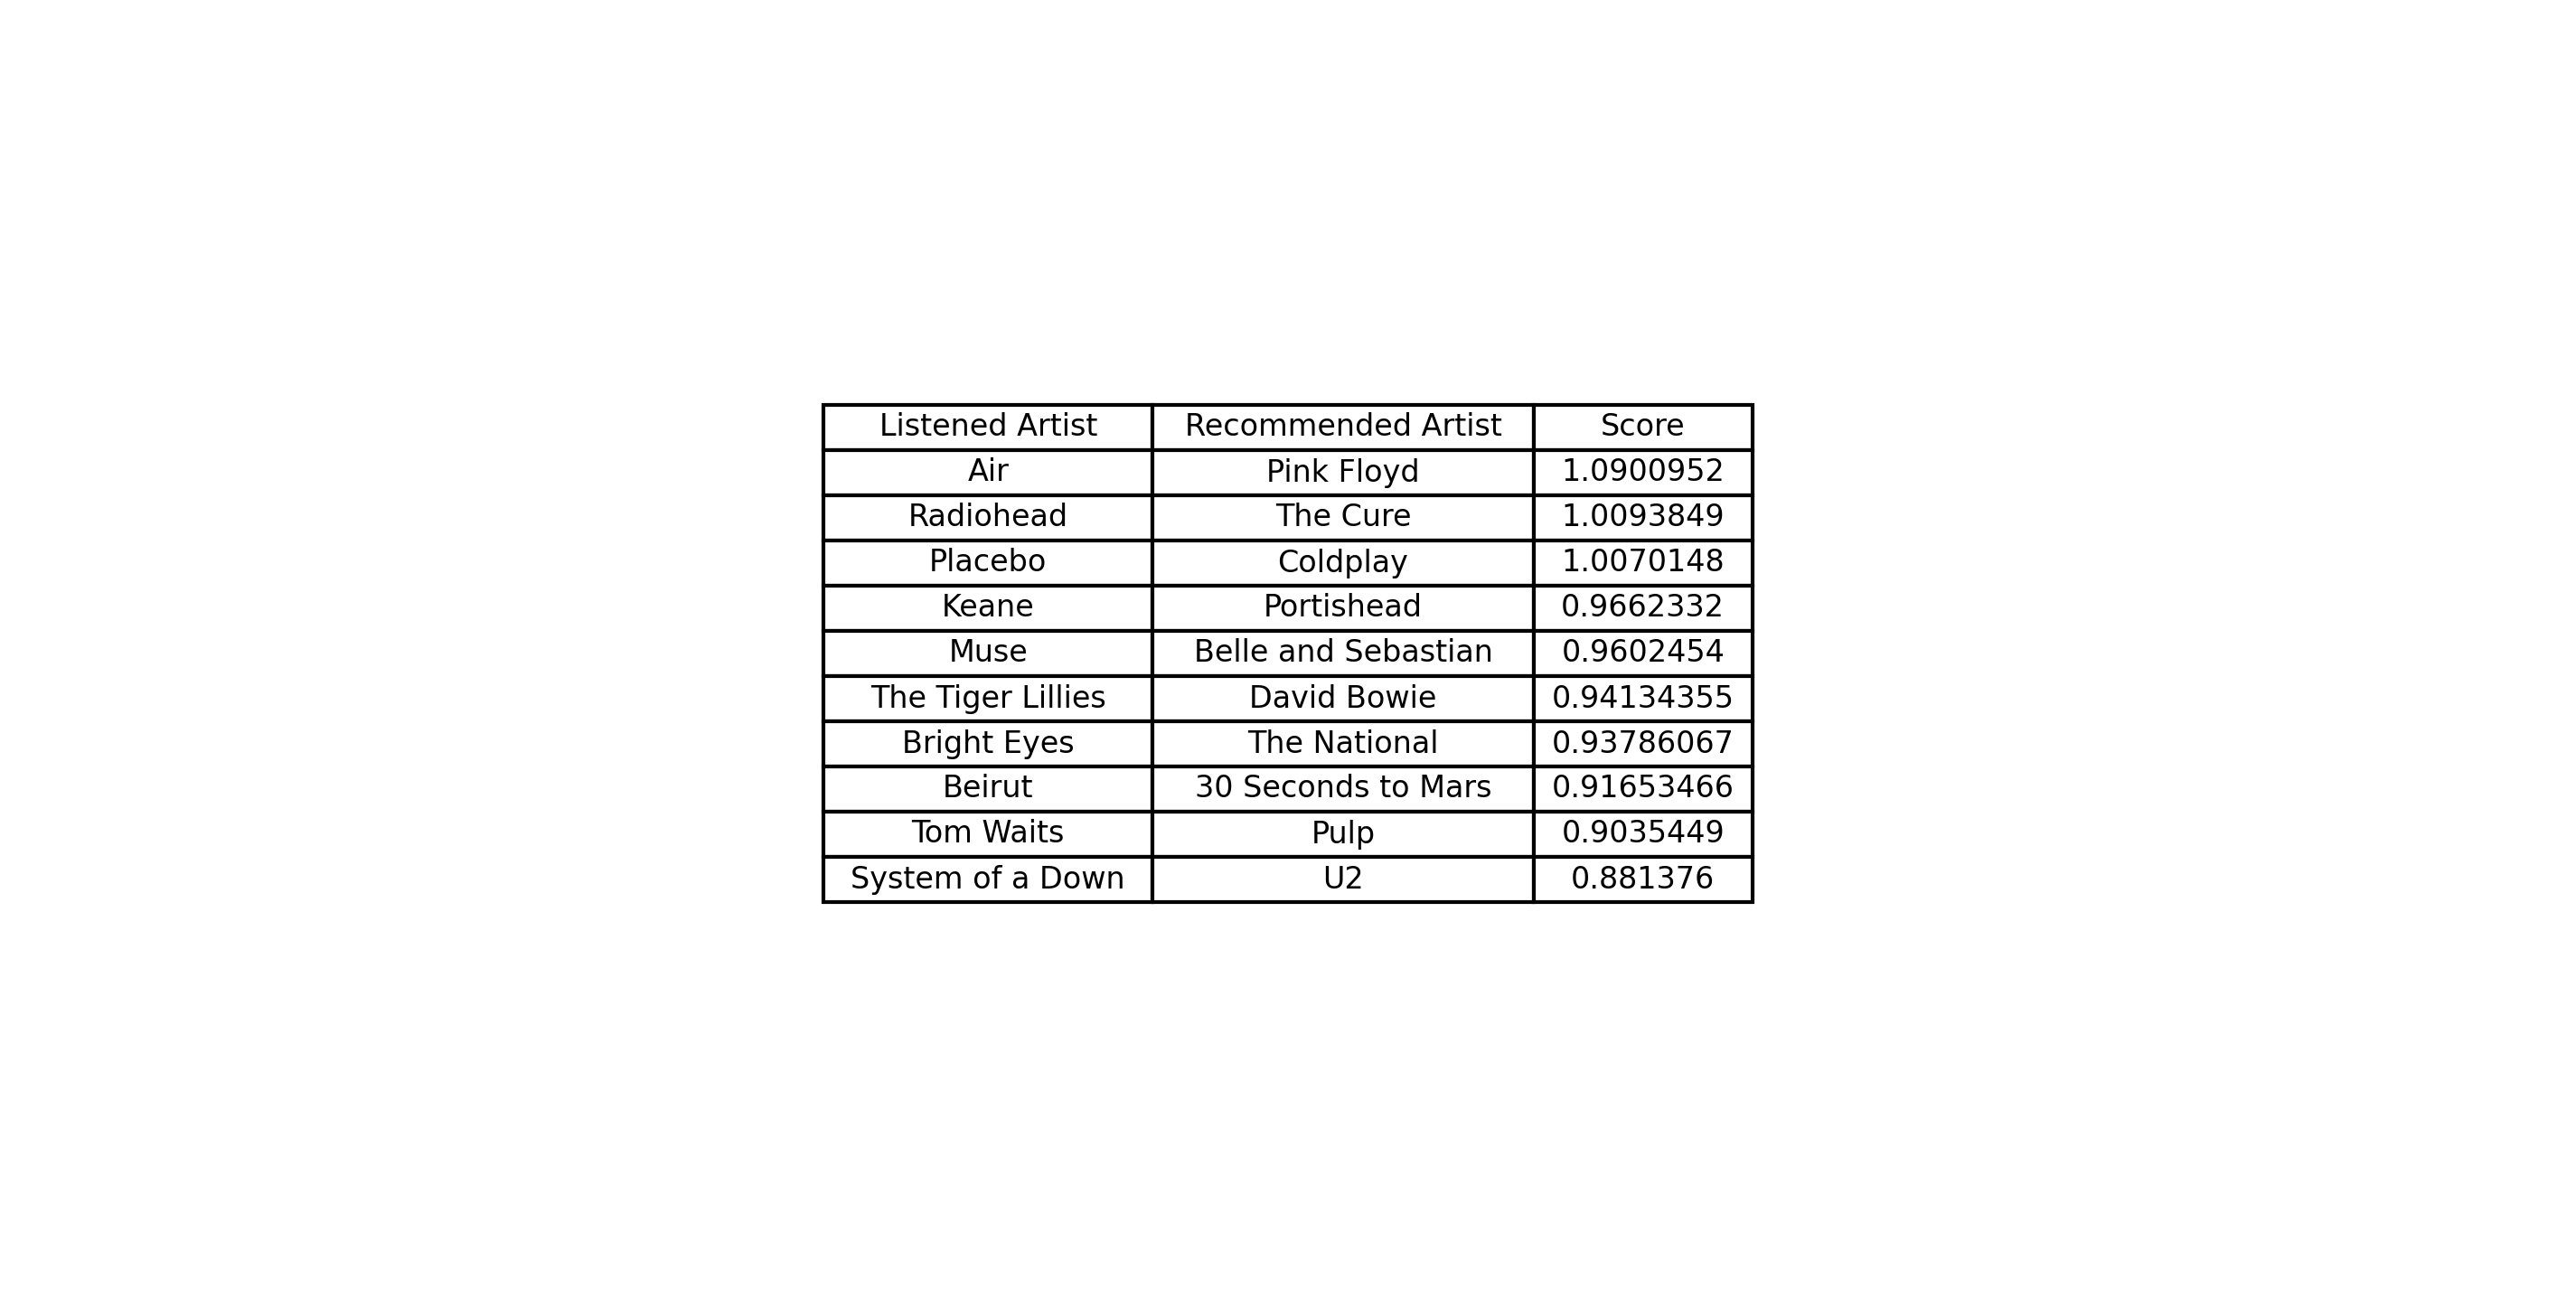 Listened Artist Recommended Artist Score
Air Pink Floyd 1.0900952
Radiohead The Cure 1.0093849
Placebo Coldplay 1.0070148
Keane Portishead 0.9662332
Muse Belle and Sebastian 0.9602454
The Tiger Lillies David Bowie 0.94134355
Bright Eyes The National 0.93786067
Beirut 30 Seconds to Mars 0.91653466
Tom Waits Pulp 0.9035449
System of a Down U2 0.881376